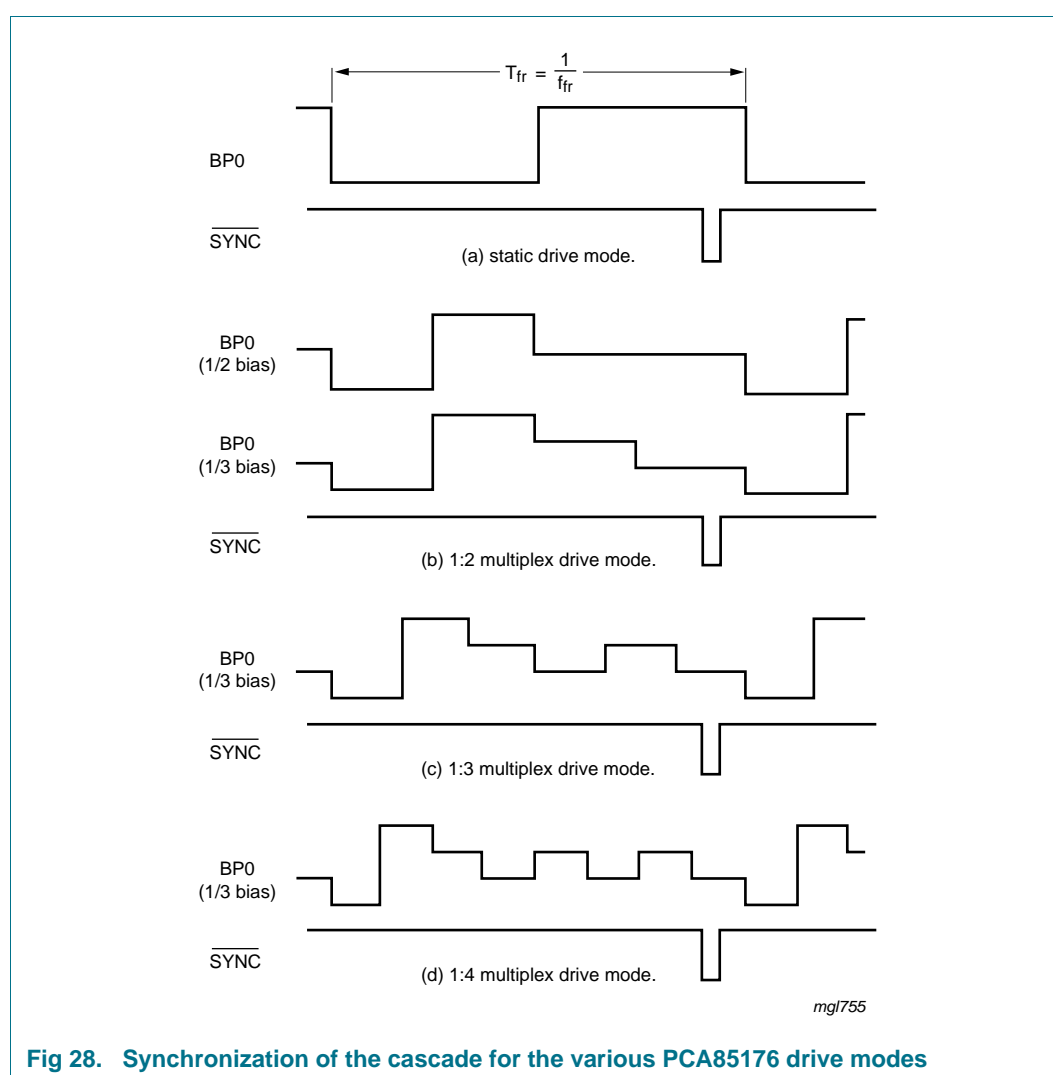 Tfr = 1/ffr
BP0
SYNC
(a) static drive mode.
BP0
(1/2 bias)
BP0
(1/3 bias)
SYNC
(b) 1:2 multiplex drive mode.
BP0
(1/3 bias)
SYNC
(c) 1:3 multiplex drive mode.
BP0
(1/3 bias)
SYNC
(d) 1:4 multiplex drive mode.
mgl755
Fig 28. Synchronization of the cascade for the various PCA85176 drive modes